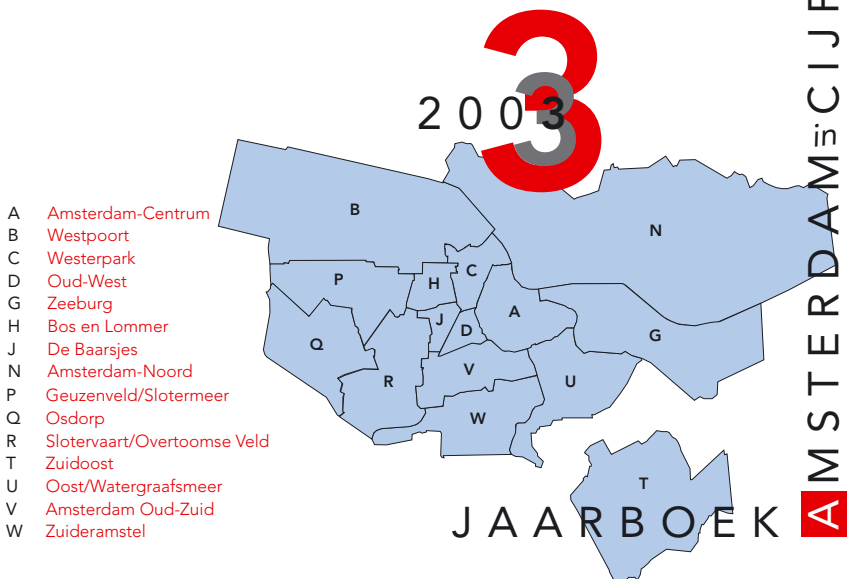 2003
3
AMSTERDAM in CIJF
A Amsterdam-Centrum
B Westpoort
C Westerpark
D Oud-West
G Zeeburg
H Bos en Lommer
J De Baarsjes
N Amsterdam-Noord
P Geuzenveld/Slotermeer
Q Osdorp
R Slotervaart/Overtoomse Veld
T Zuidoost
U Oost/Watergraafsmeer
V Amsterdam Oud-Zuid
W Zuideramstel
B
N
C
P
H
A
J
D
G
Q
V
R
U
W
T
JAARBOEK